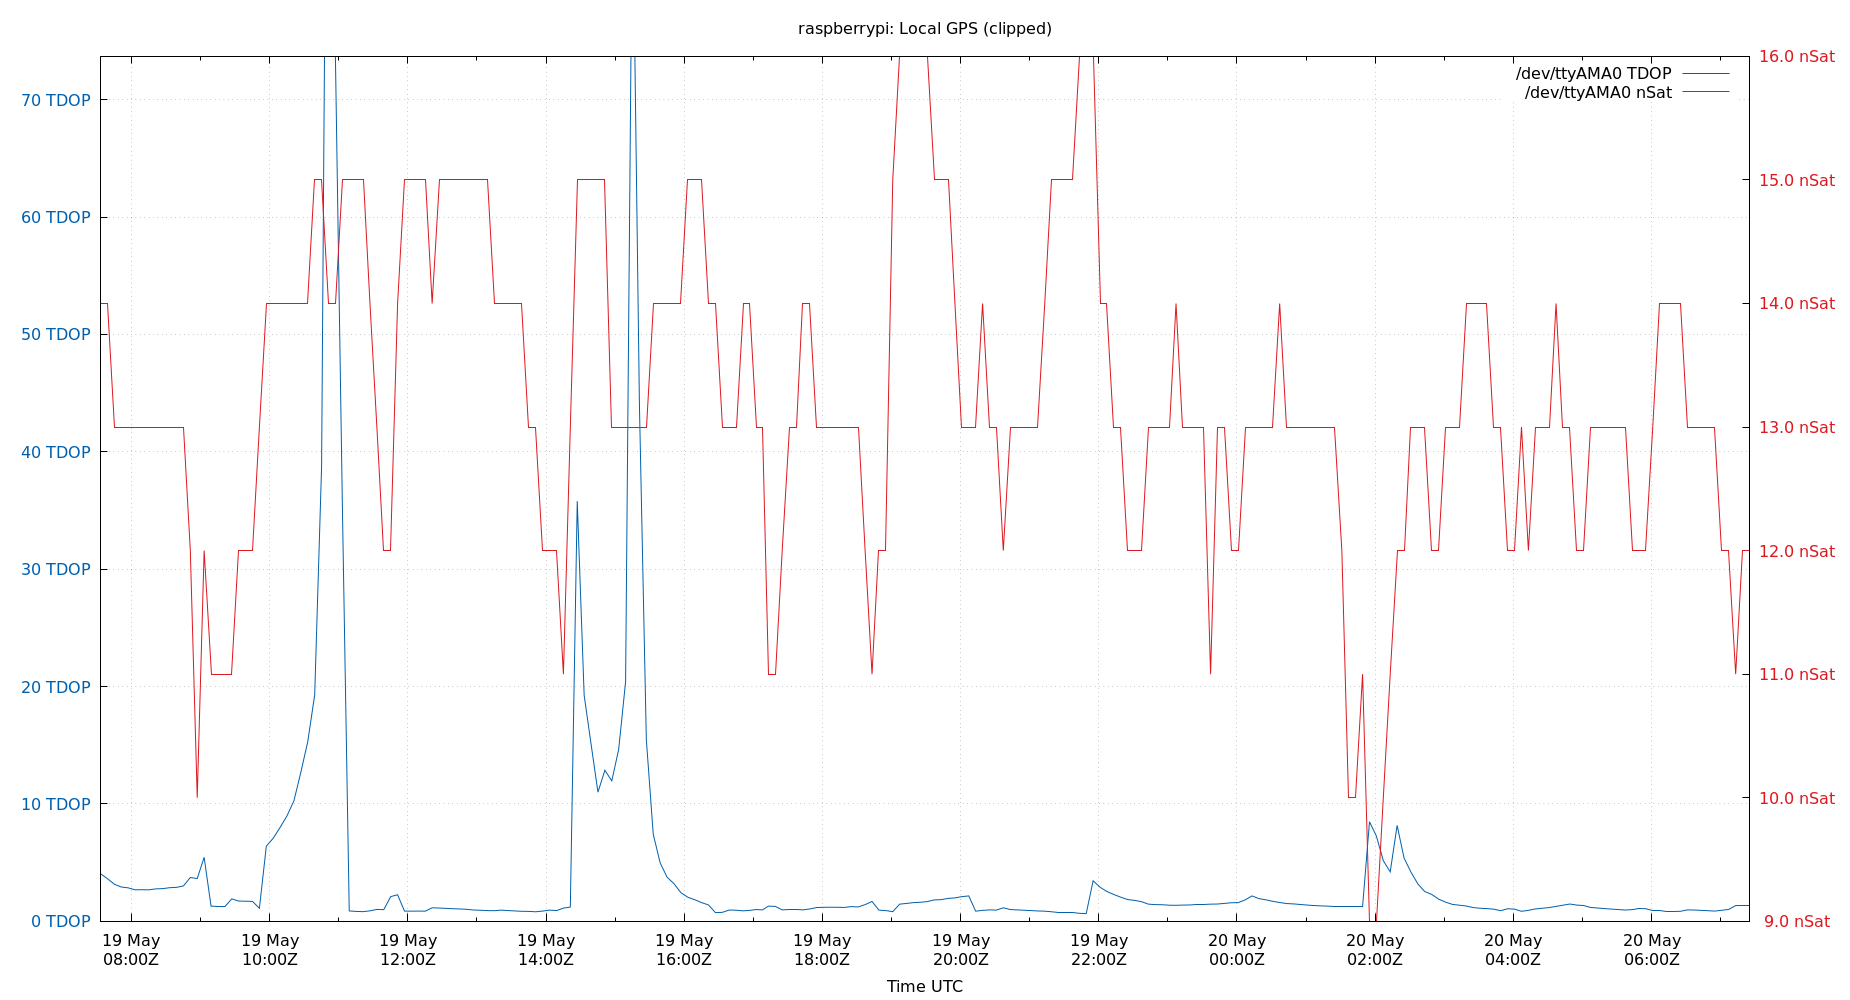 raspberrypi: Local GPS (clipped)
/dev/ttyAMA0 TDOP
/dev/ttyAMA0 nSat
70 TDOP
60 TDOP
50 TDOP
40 TDOP
30 TDOP
20 TDOP
10 TDOP
0 TDOP
16.0 nSat
15.0 nSat
14.0 nSat
13.0 nSat
12.0 nSat
11.0 nSat
10.0 nSat
9.0 nSat
19 May
08:00Z
19 May
10:00Z
19 May
12:00Z
19 May
14:00Z
19 May
16:00Z
19 May
18:00Z
19 May
20:00Z
19 May
22:00Z
20 May
00:00Z
20 May
02:00Z
20 May
04:00Z
20 May
06:00Z
Time UTC